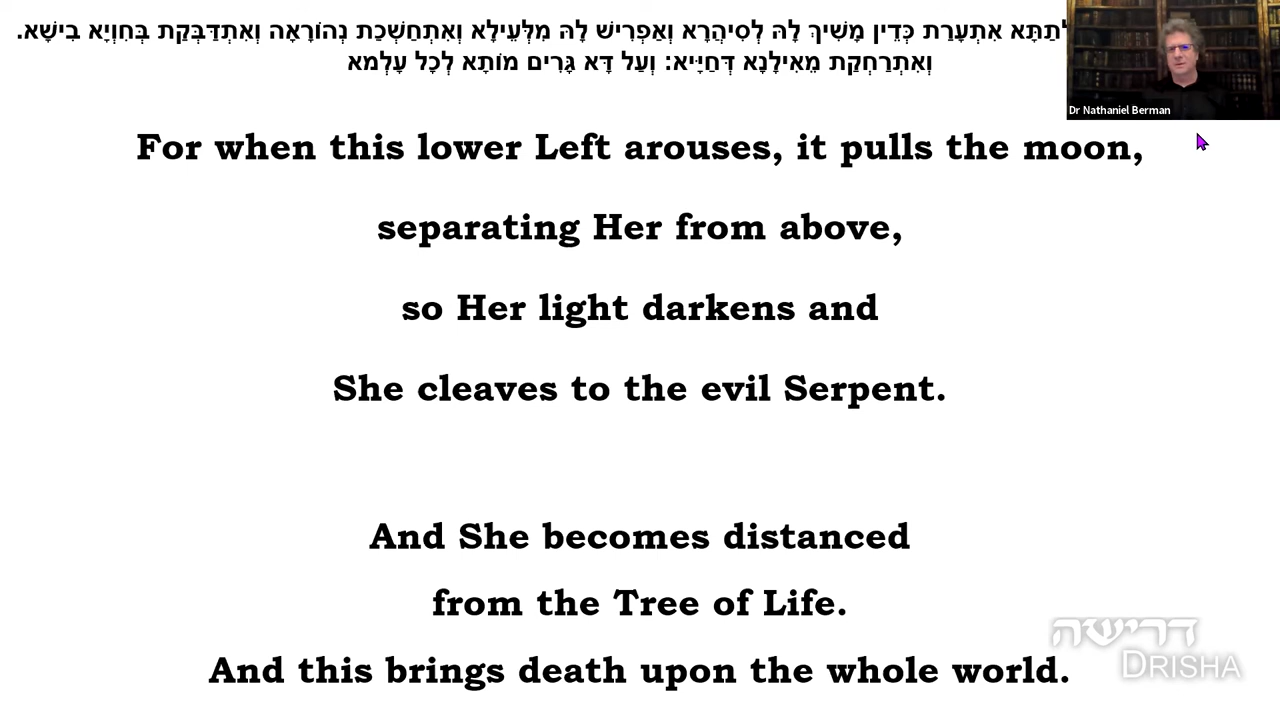 לְתַתָּא אִתְעָרַת כְּדֵין מָשִׁיךְ לָהּ לְסִיהֲרָא וְאַפְרִישׁ לָהּ מִלְּעֵילָּא וְאִתְחַשְׁכַת נְהוֹרָאָה וְאִתְדַּבְּקַת בְּחִוְיָא בִישָׁא.
וְאִתְרַחְקַת מֵאִילָנָא דְּחַיָּיא: וְעַל דָּא גָּרִים מוֹתָא לְכָל עָלְמא
Dr Nathaniel Berman
For when this lower Left arouses, it pulls the moon,
separating Her from above,
so Her light darkens and
She cleaves to the evil Serpent.
And She becomes distanced
from the Tree of Life.
And this brings death upon the whole world.
דרישה
DRISHA